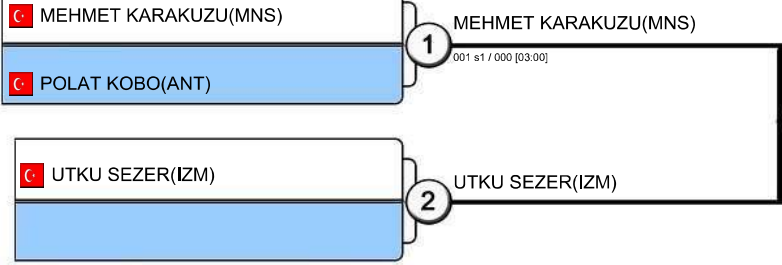 MEHMET KARAKUZU(MNS)
POLAT KOBO(ANT)
1
MEHMET KARAKUZU(MNS)
001 s1 / 000 [03:00]
UTKU SEZER(IZM)
2
UTKU SEZER(IZM)